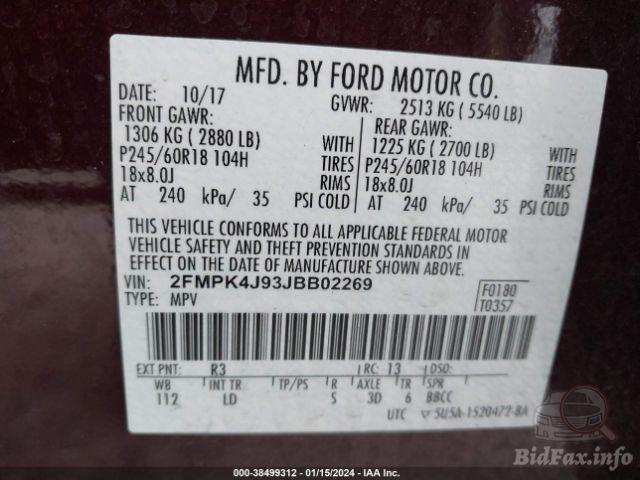 MFD. BY FORD MOTOR CO.
DATE: 10/17 GVWR: 2513 KG ( 5540 LB)
FRONT GAWR: REAR GAWR:
1306 KG ( 2880 LB) WITH 1225 KG ( 2700 LB) WITH
P245/60R18 104H TIRES P245/60R18 104H TIRES
18x8.0J RIMS 18x8.0J RIMS
AT 240 kPa/ 35 PSI COLD AT 240 kPa/ 35 PSI COLD
THIS VEHICLE CONFORMS TO ALL APPLICABLE FEDERAL MOTOR
VEHICLE SAFETY AND THEFT PREVENTION STANDARDS IN
EFFECT ON THE DATE OF MANUFACTURE SHOWN ABOVE.
VIN: 2FMPK4J93JBB02269 F0180
TYPE: MPV T0357
EXT PNT: R3 RC: 13 DSO:
WB INT TR TP/PS R AXLE TR SPR
112 LD S 3D 6 BBCC
UTC ▽ 5U5A-1520472-BA
BidFax.info
000-38499312 - 01/15/2024 - IAA Inc.